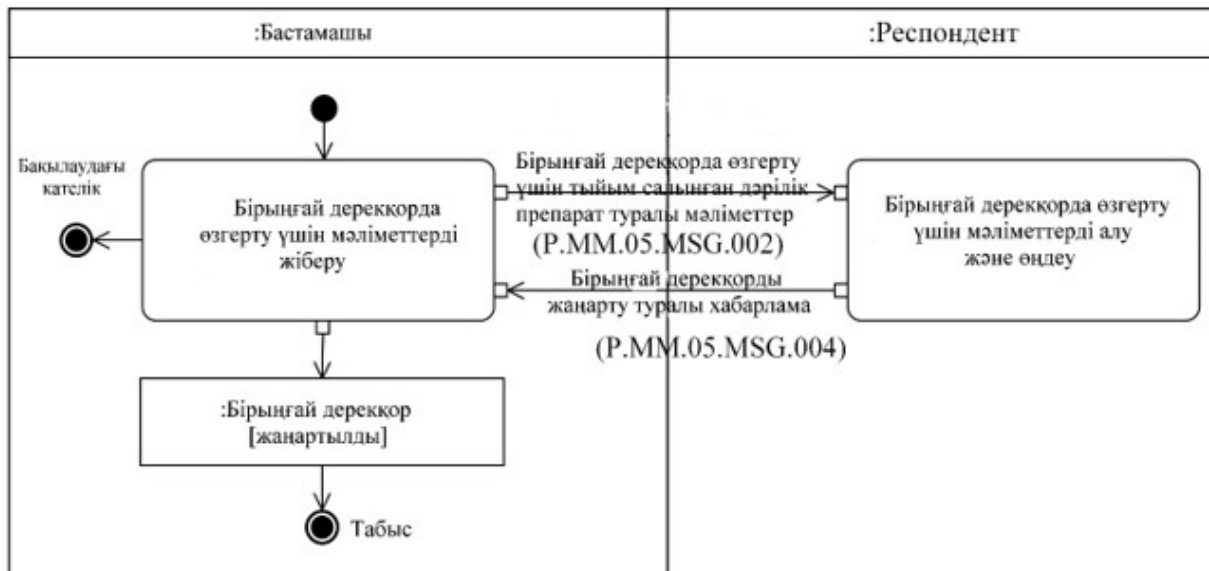 :Бастамашы
:Респондент
Бақылаудағы
қателік
Бірыңғай дерекқорда
өзгерту үшін мәліметтерді
жіберу
Бірыңғай дерекқорда өзгерту
үшін тыйым салынған дәрілік
препарат туралы мәліметтер
(P.MM.05.MSG.002)
Бірыңғай дерекқорды
жаңарту туралы хабарлама
(P.MM.05.MSG.004)
Бірыңғай дерекқорда өзгерту
үшін мәліметтерді алу
және өңдеу
:Бірыңғай дерекқор
[жаңартылды]
Табыс